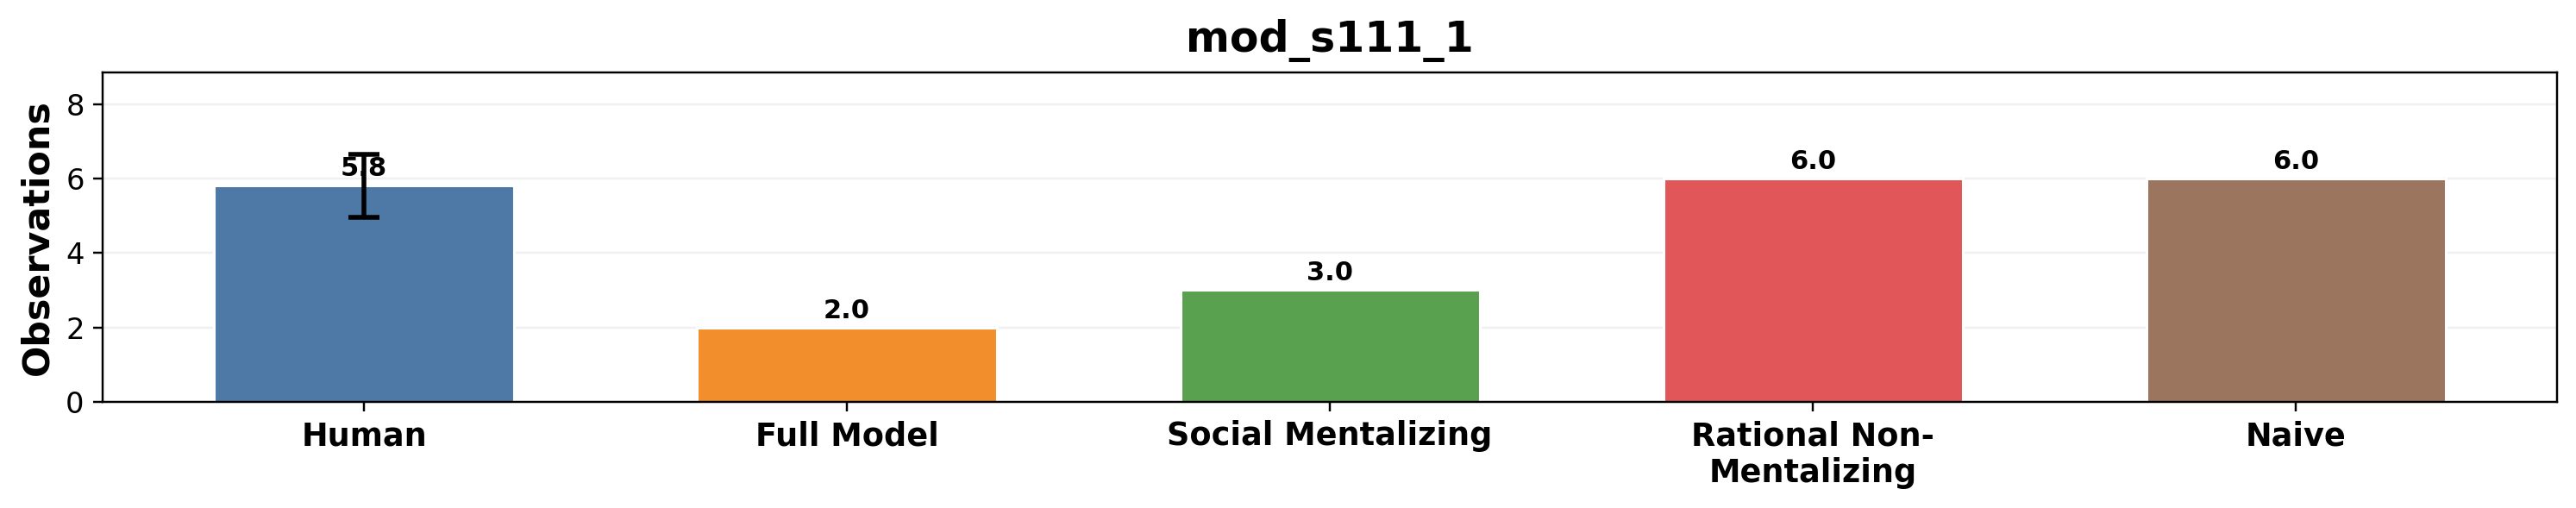 mod_s111_1
Observations
8
6
4
2
0
5.8
2.0
3.0
6.0
6.0
Human
Full Model
Social Mentalizing
Rational Non-
Mentalizing
Naive